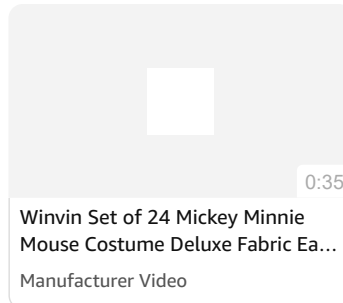 0:35
Winvin Set of 24 Mickey Minnie
Mouse Costume Deluxe Fabric Ea…
Manufacturer Video